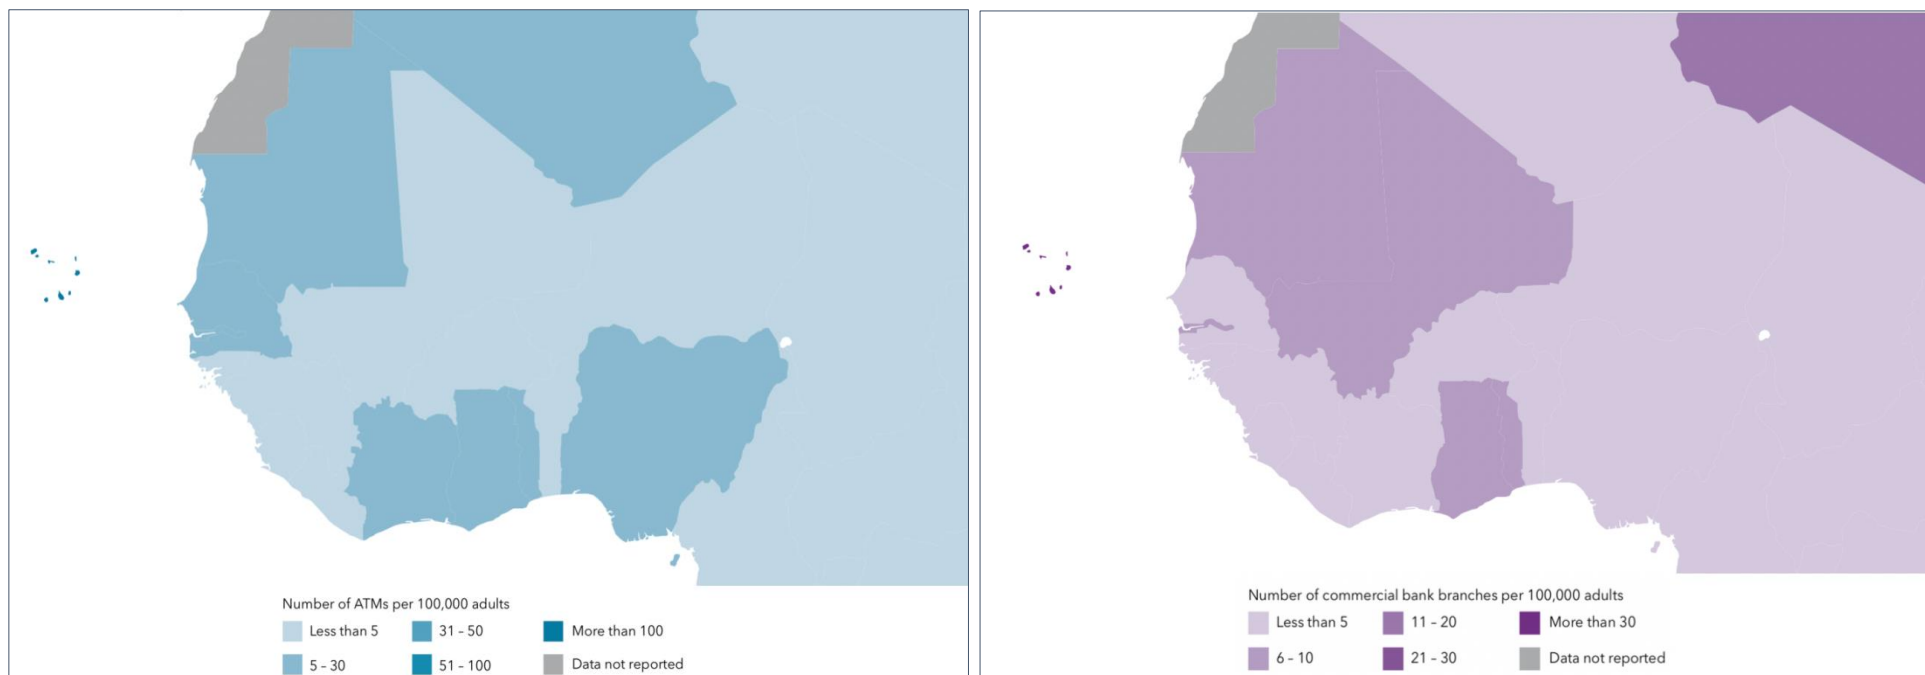 Number of ATMs per 100,000 adults
Less than 5
31 – 50
More than 100
5 – 30
51 – 100
Data not reported
Number of commercial bank branches per 100,000 adults
Less than 5
11 – 20
More than 30
6 – 10
21 – 30
Data not reported